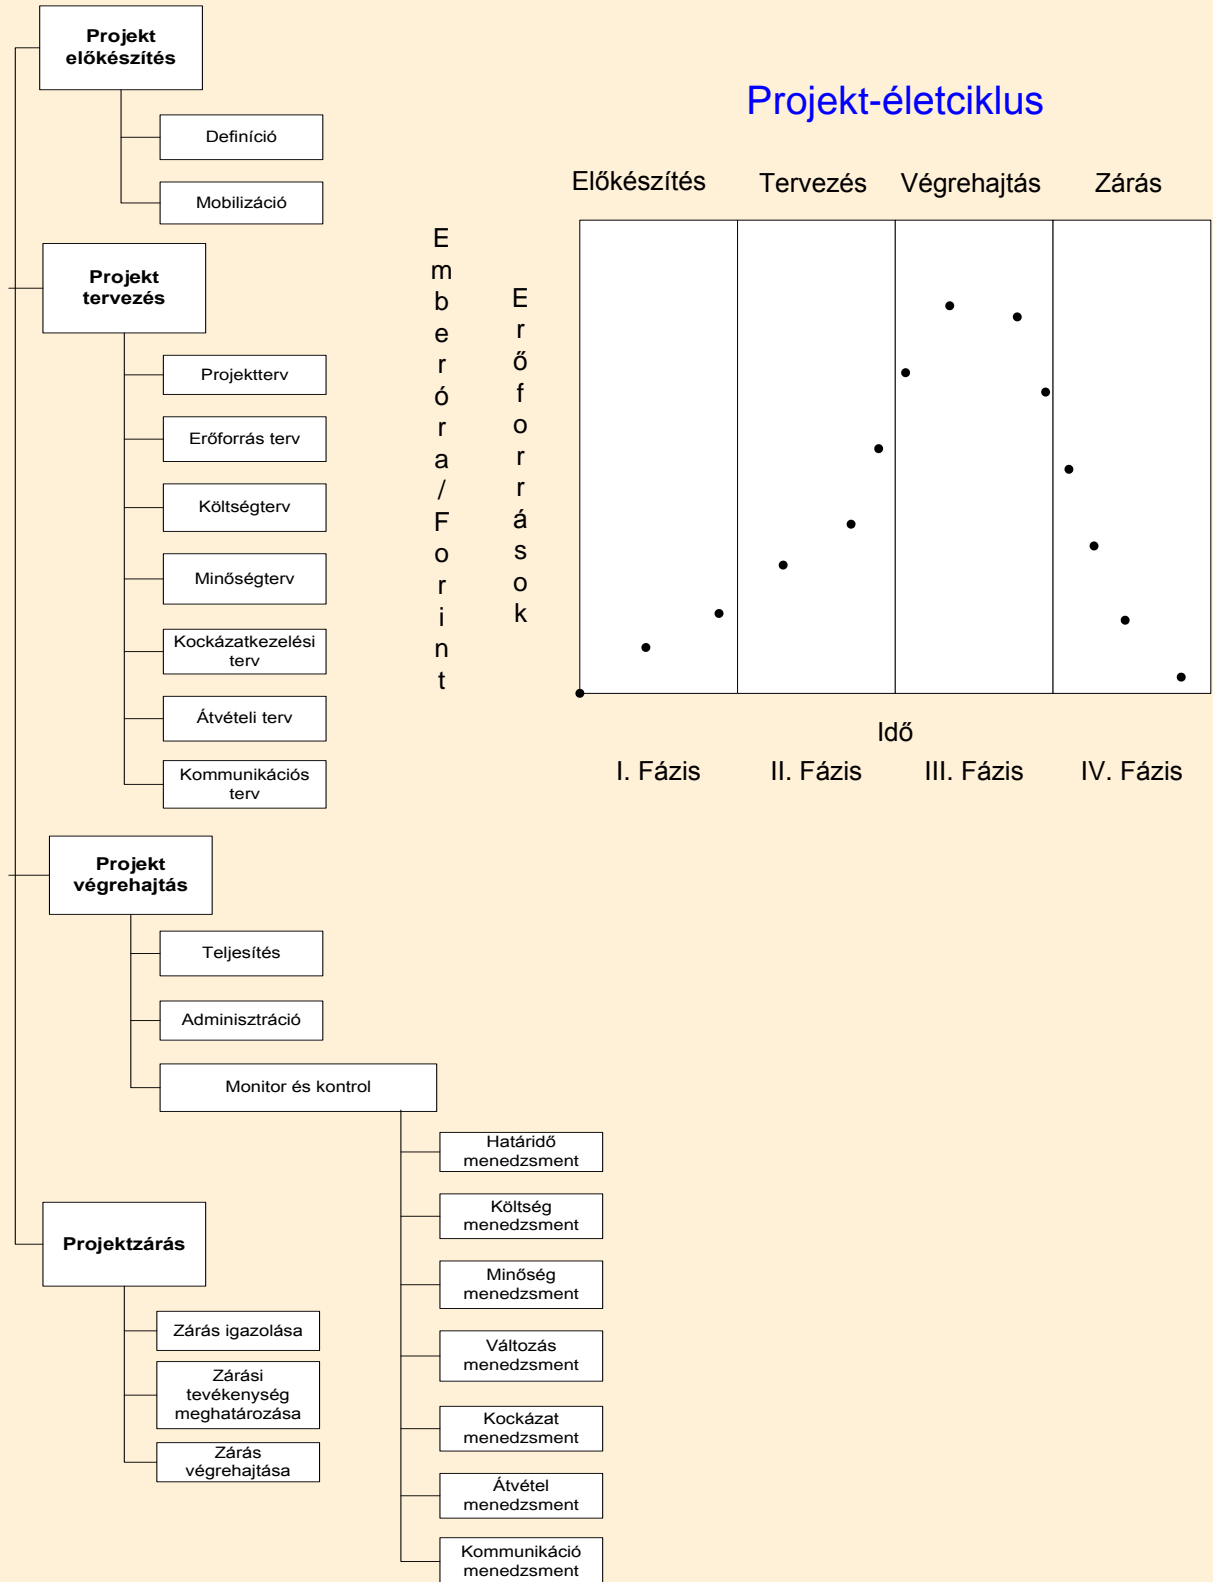 Projekt
előkészítés
Definíció
Mobilizáció
Projekt
tervezés
Projektterv
Erőforrás terv
Költségterv
Minőségterv
Kockázatkezelési
terv
Átvételi terv
Kommunikációs
terv
Projekt
végrehajtás
Teljesítés
Adminisztráció
Monitor és kontrol
Határidő
menedzsment
Költség
menedzsment
Minőség
menedzsment
Változás
menedzsment
Kockázat
menedzsment
Átvétel
menedzsment
Kommunikáció
menedzsment
Projektzárás
Zárás igazolása
Zárási
tevékenység
meghatározása
Zárás
végrehajtása
Projekt-életciklus
Előkészítés Tervezés Végrehajtás Zárás
Emberóra/Forint
Erőforrások
Idő
I. Fázis II. Fázis III. Fázis IV. Fázis